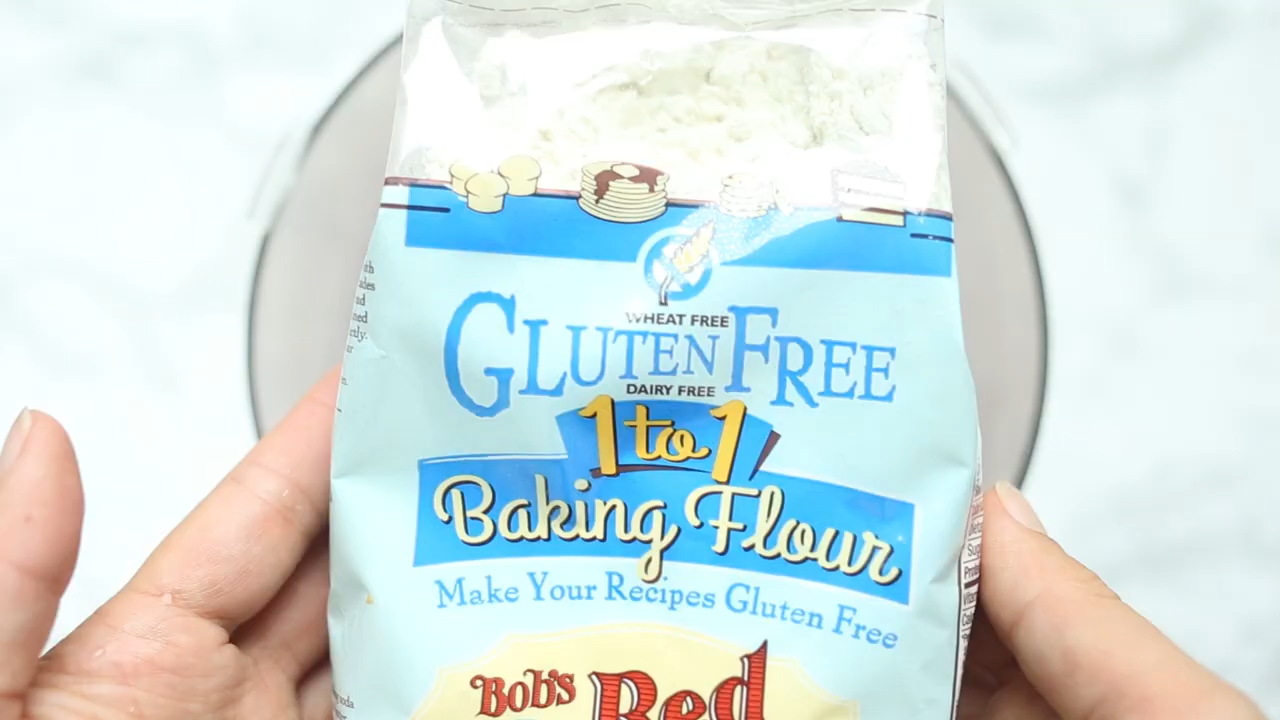 WHEAT FREE
GLUTEN FREE
DAIRY FREE
1 to 1
Baking Flour
Make Your Recipes Gluten Free
Bob's Red